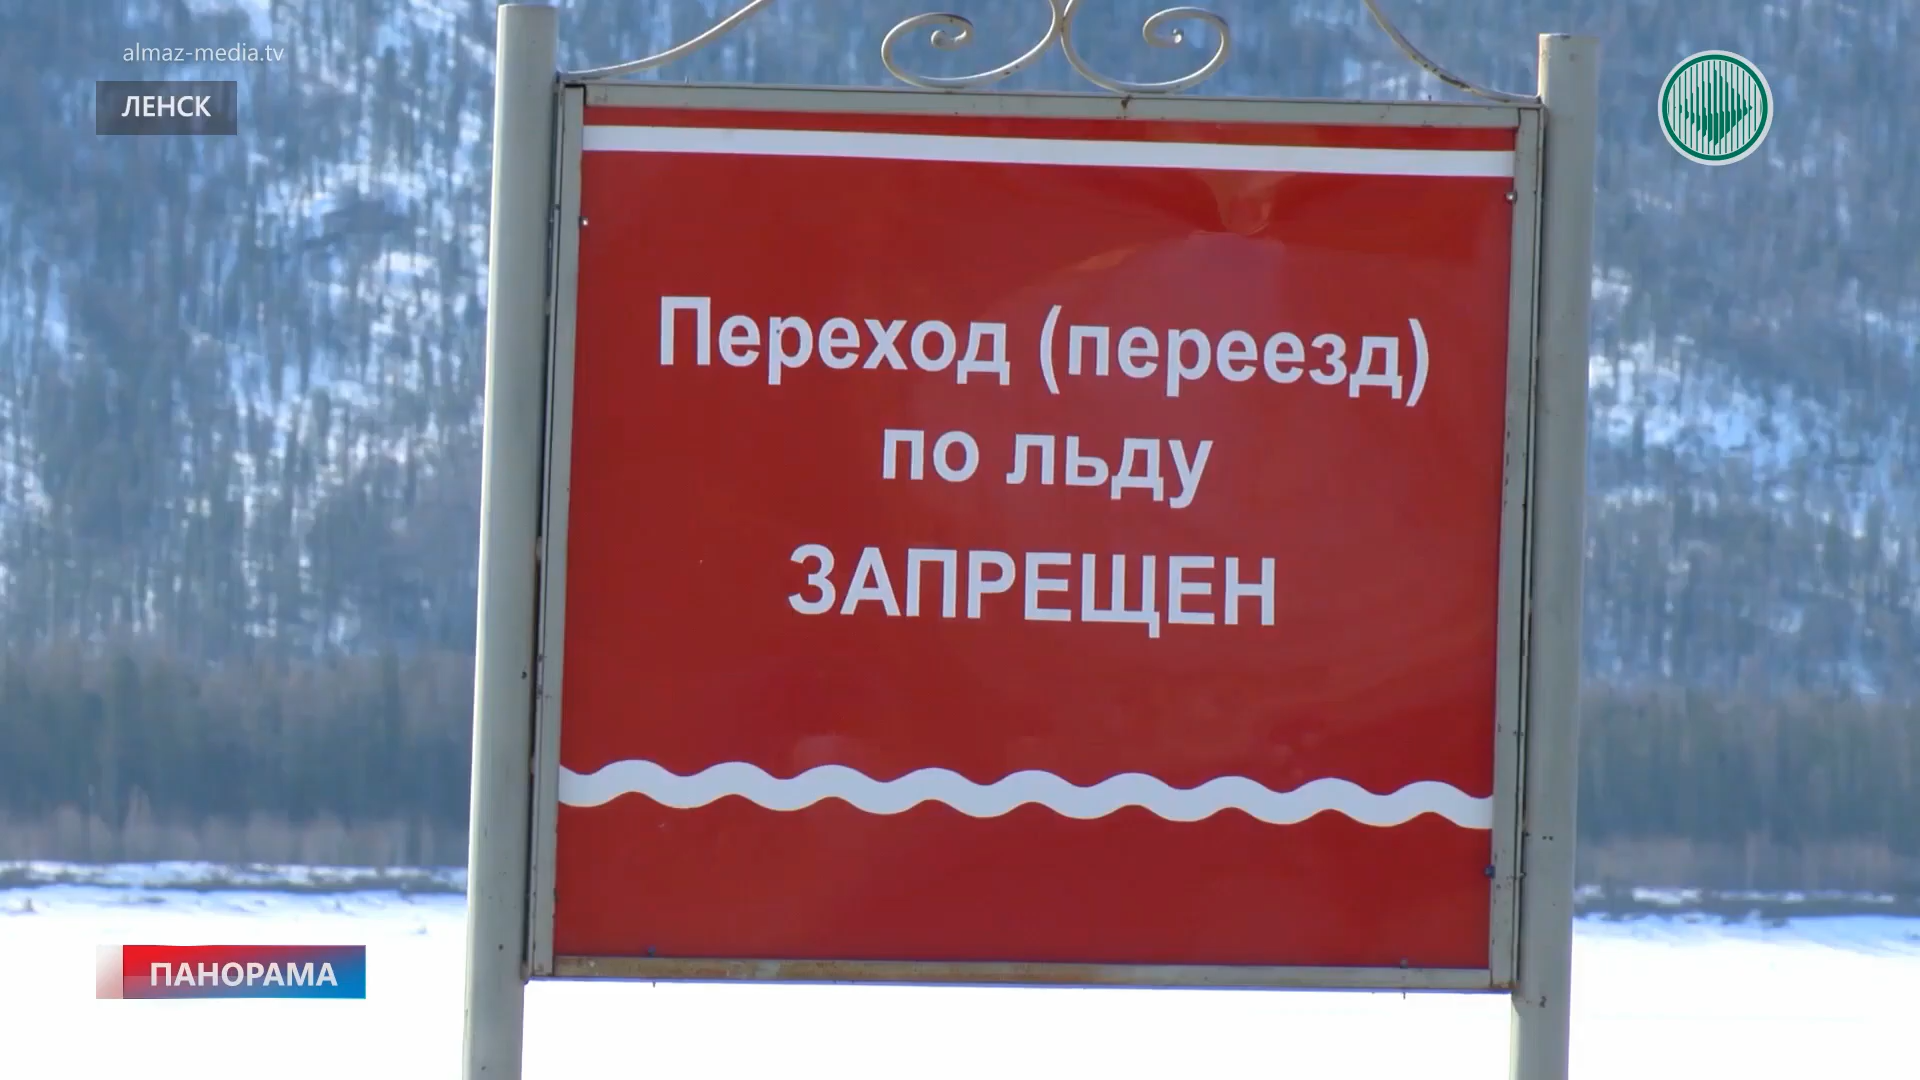 almaz-media.tv
ЛЕНСК
Переход (переезд)
по льду
ЗАПРЕЩЕН
ПАНОРАМА